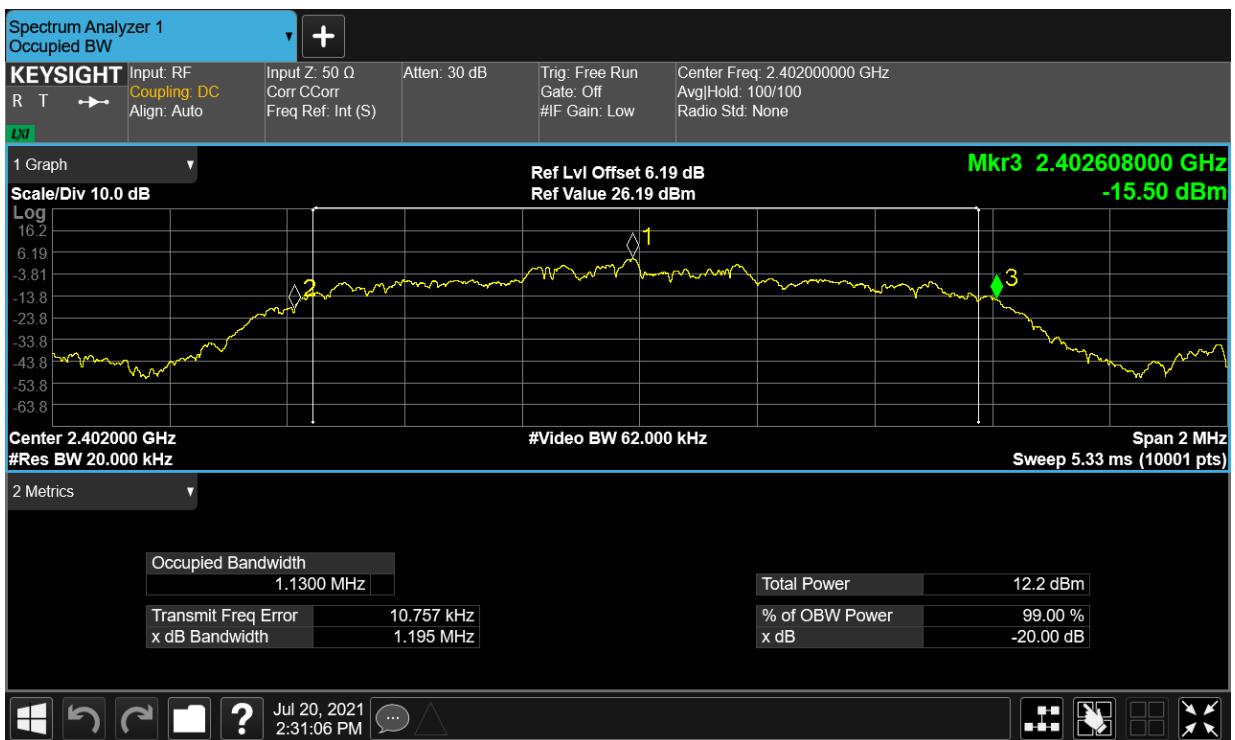 Spectrum Analyzer 1
Occupied BW
▼
+
KEYSIGHT
R T
LXI
Input: RF
Coupling: DC
Align: Auto
Input Z: 50 Ω
Corr CCorr
Freq Ref: Int (S)
Atten: 30 dB
Trig: Free Run
Gate: Off
#IF Gain: Low
Center Freq: 2.402000000 GHz
Avg|Hold: 100/100
Radio Std: None
1 Graph ▼
Scale/Div 10.0 dB
Ref Lvl Offset 6.19 dB
Ref Value 26.19 dBm
Mkr3 2.402608000 GHz
-15.50 dBm
Log
16.2
6.19
-3.81
-13.8
-23.8
-33.8
-43.8
-53.8
-63.8
1
2
3
Center 2.402000 GHz
#Res BW 20.000 kHz
#Video BW 62.000 kHz
Span 2 MHz
Sweep 5.33 ms (10001 pts)
2 Metrics ▼
Occupied Bandwidth
1.1300 MHz
Transmit Freq Error 10.757 kHz
x dB Bandwidth 1.195 MHz
Total Power 12.2 dBm
% of OBW Power 99.00 %
x dB -20.00 dB
?
Jul 20, 2021
2:31:06 PM